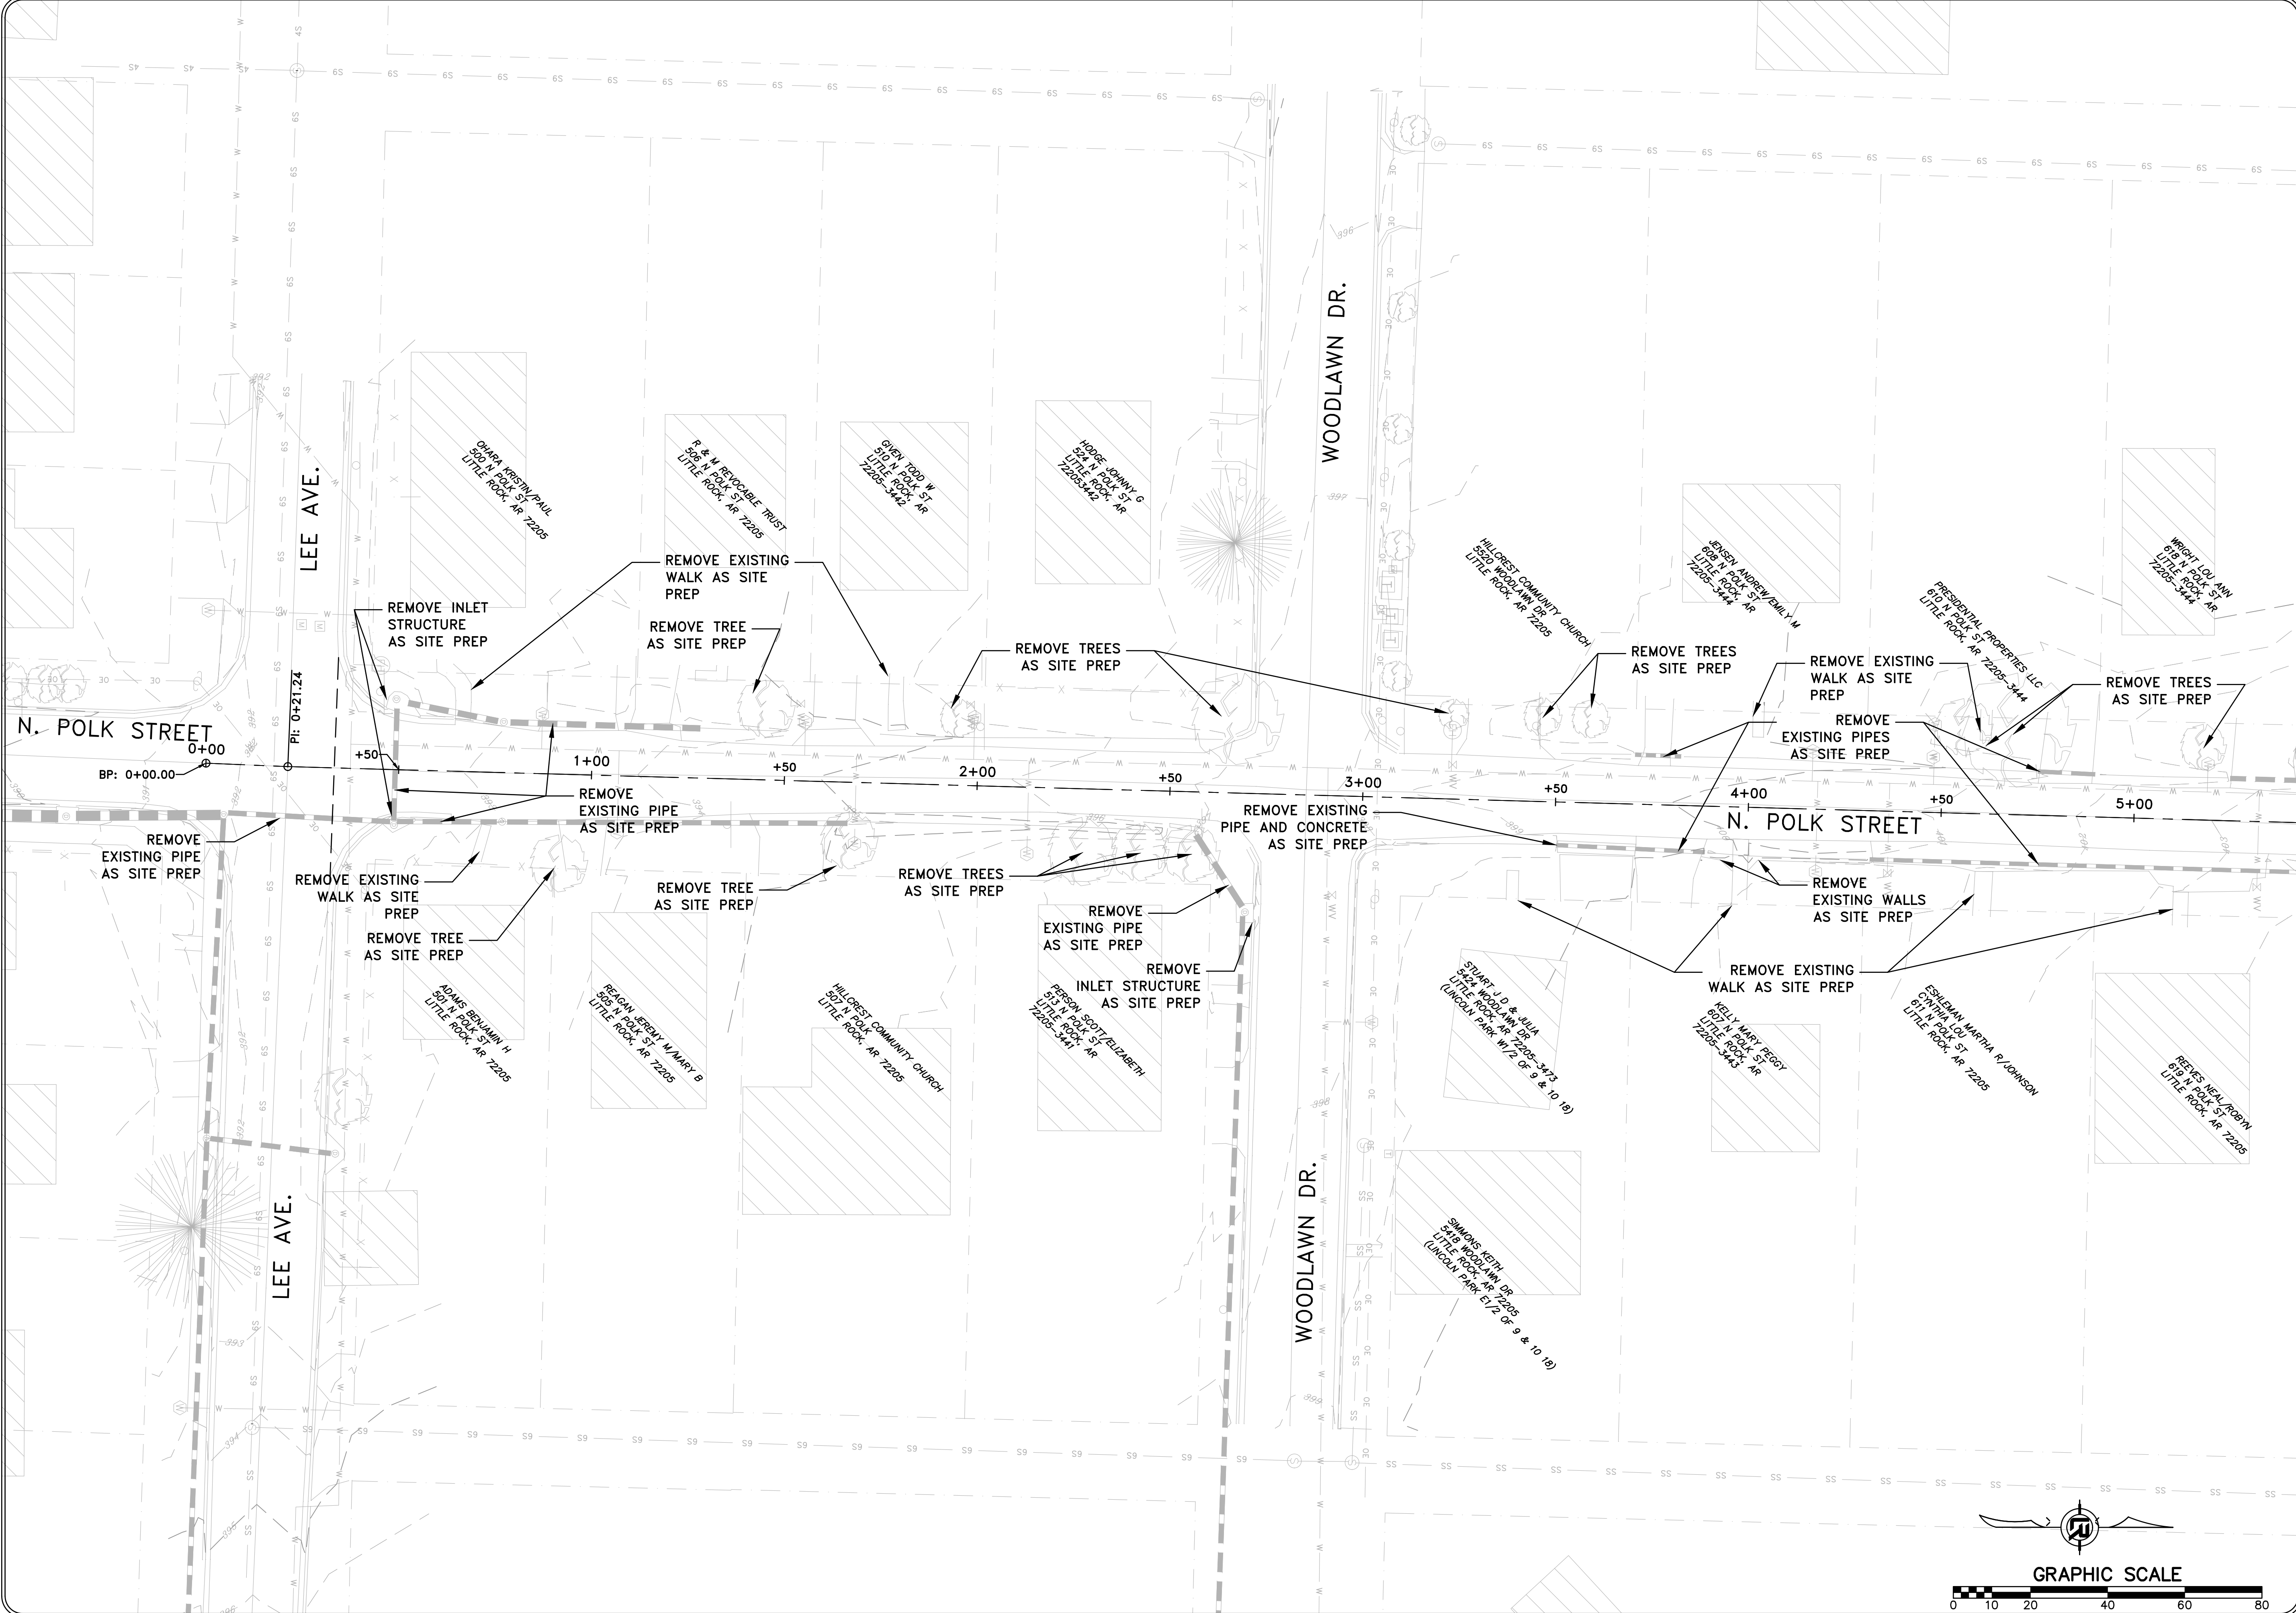 LEE AVE.
WOODLAWN DR.
OHARA KRISTIN/PAUL
500 N POLK ST
LITTLE ROCK, AR 72205
R & M REVOCABLE TRUST
506 N POLK ST
LITTLE ROCK, AR 72205
GIVEN TODD W
510 N POLK ST
LITTLE ROCK, AR
72205-3442
HODGE JOHNNY G
524 N POLK ST
LITTLE ROCK, AR
722053442
HILLCREST COMMUNITY CHURCH
5520 WOODLAWN DR
LITTLE ROCK, AR 72205
JENSEN ANDREW/EMILY M
608 N POLK ST
LITTLE ROCK, AR
72205-3444
PRESIDENTIAL PROPERTIES LLC
610 N POLK ST
LITTLE ROCK, AR 72205-3444
WRIGHT LOU ANN
618 N POLK ST
LITTLE ROCK, AR
72205-3444
REMOVE INLET
STRUCTURE
AS SITE PREP
REMOVE EXISTING
WALK AS SITE
PREP
REMOVE TREE
AS SITE PREP
REMOVE TREES
AS SITE PREP
REMOVE TREES
AS SITE PREP
REMOVE EXISTING
WALK AS SITE
PREP
REMOVE
EXISTING PIPES
AS SITE PREP
REMOVE TREES
AS SITE PREP
N. POLK STREET
0+00
BP: 0+00.00
PI: 0+21.24
+50
1+00
+50
2+00
+50
3+00
+50
4+00
+50
5+00
N. POLK STREET
REMOVE
EXISTING PIPE
AS SITE PREP
REMOVE
EXISTING PIPE
AS SITE PREP
REMOVE EXISTING
PIPE AND CONCRETE
AS SITE PREP
REMOVE EXISTING
WALK AS SITE
PREP
REMOVE TREE
AS SITE PREP
REMOVE TREE
AS SITE PREP
REMOVE TREES
AS SITE PREP
REMOVE
EXISTING PIPE
AS SITE PREP
REMOVE
INLET STRUCTURE
AS SITE PREP
REMOVE
EXISTING WALLS
AS SITE PREP
REMOVE EXISTING
WALK AS SITE PREP
ADAMS BENJAMIN H
501 N POLK ST
LITTLE ROCK, AR 72205
REAGAN JEREMY M/MARY B
505 N POLK ST
LITTLE ROCK, AR 72205
HILLCREST COMMUNITY CHURCH
507 N POLK
LITTLE ROCK, AR 72205
PERSON SCOTT/ELIZABETH
513 N POLK ST
LITTLE ROCK, AR
72205-3441
STUART J D & JULIA
5424 WOODLAWN DR
LITTLE ROCK, AR 72205-3473
(LINCOLN PARK W1/2 OF 9 & 10 18)
KELLY MARY PEGGY
607 N POLK ST
LITTLE ROCK, AR
72205-3443
ESHLEMAN MARTHA R/JOHNSON
CYNTHIA LOU
611 N POLK ST
LITTLE ROCK, AR 72205
REEVES NEAL/ROBYN
619 N POLK ST
LITTLE ROCK, AR 72205
SIMMONS KEITH
5418 WOODLAWN DR
LITTLE ROCK, AR 72205
(LINCOLN PARK E1/2 OF 9 & 10 18)
LEE AVE.
WOODLAWN DR.
GRAPHIC SCALE
0 10 20 40 60 80